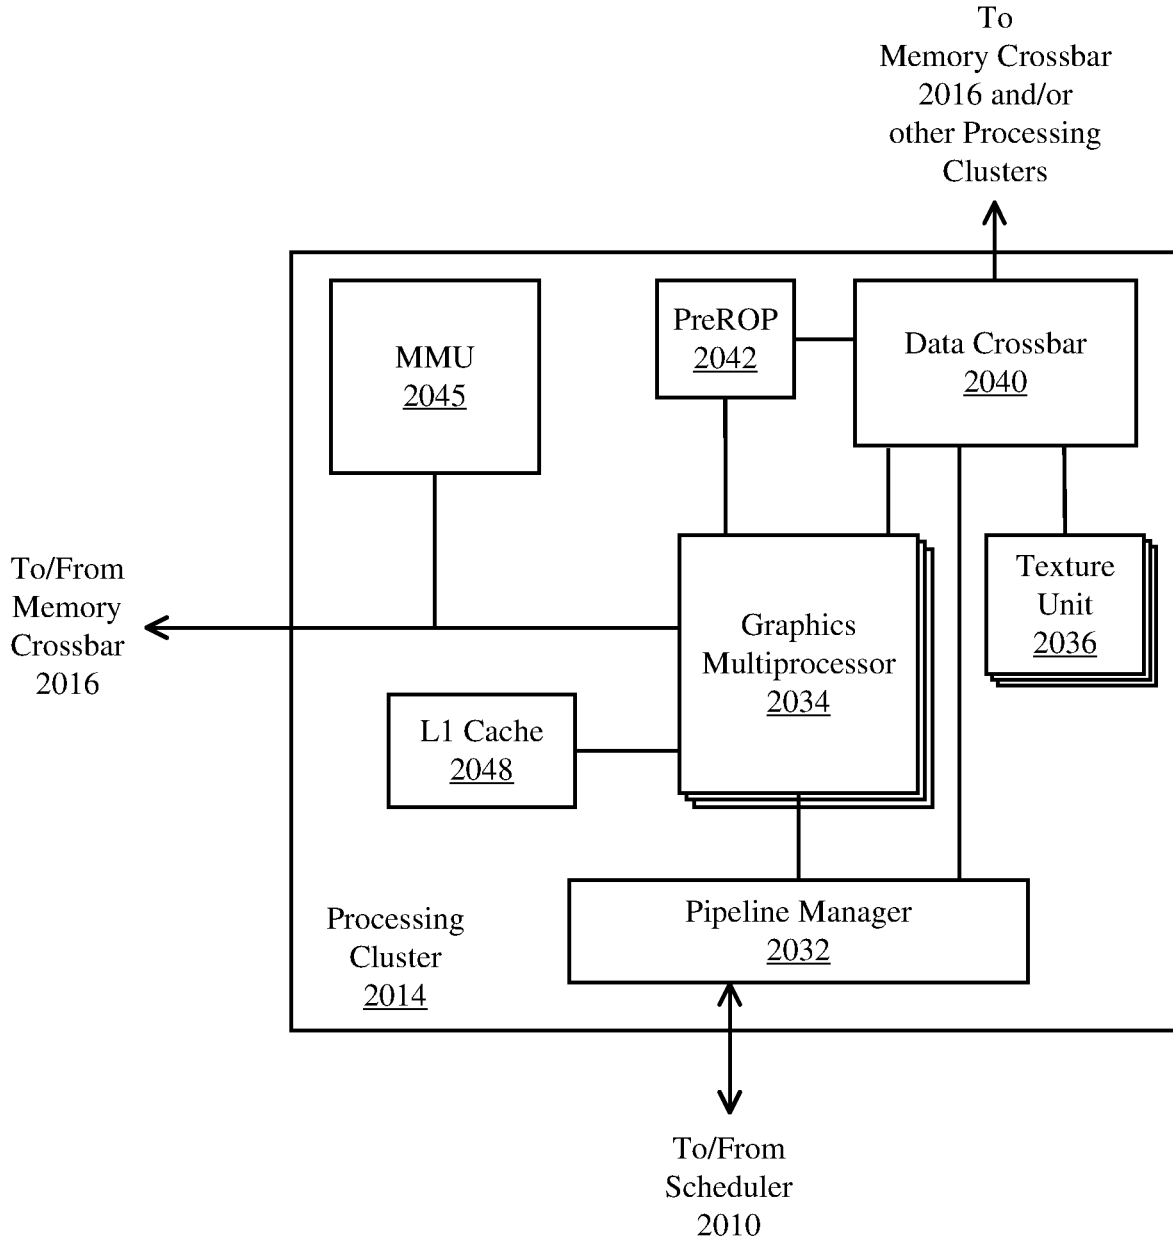 To
Memory Crossbar
2016 and/or
other Processing
Clusters
MMU
2045
PreROP
2042
Data Crossbar
2040
To/From
Memory
Crossbar
2016
Graphics
Multiprocessor
2034
Texture
Unit
2036
L1 Cache
2048
Pipeline Manager
2032
Processing
Cluster
2014
To/From
Scheduler
2010